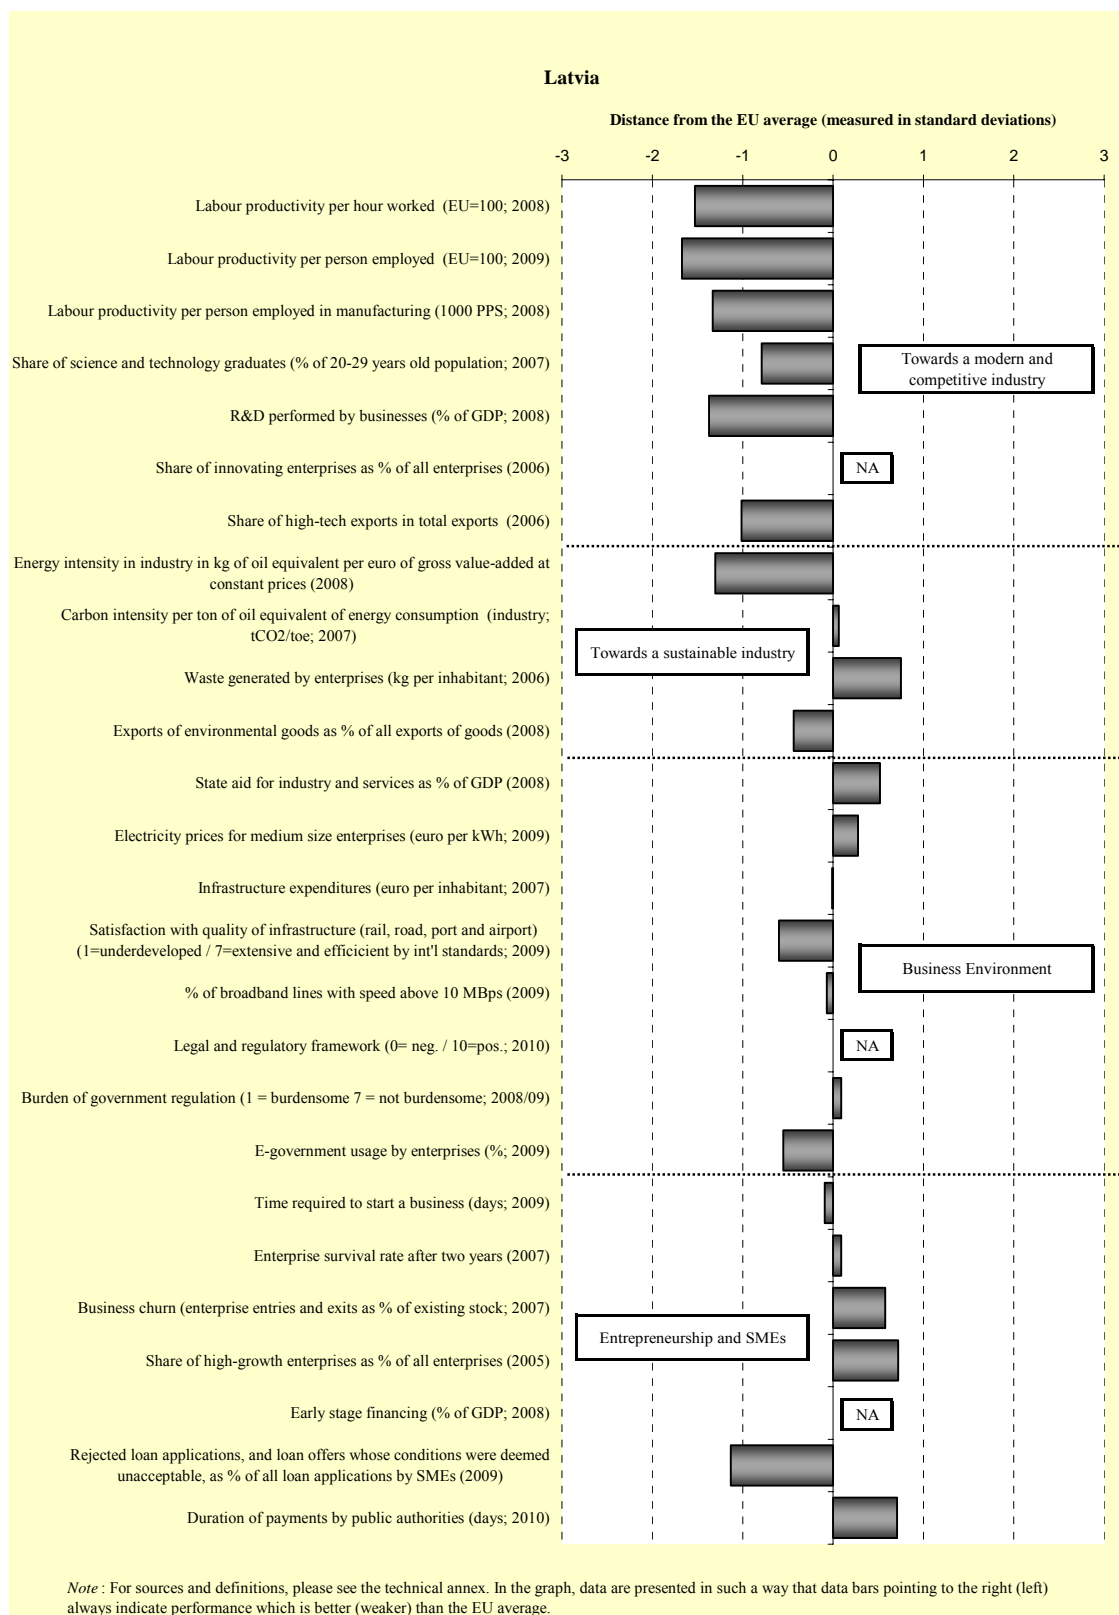 Latvia
Distance from the EU average (measured in standard deviations)
-3 -2 -1 0 1 2 3
Labour productivity per hour worked (EU=100; 2008)
Labour productivity per person employed (EU=100; 2009)
Labour productivity per person employed in manufacturing (1000 PPS; 2008)
Share of science and technology graduates (% of 20-29 years old population; 2007)
Towards a modern and
competitive industry
R&D performed by businesses (% of GDP; 2008)
Share of innovating enterprises as % of all enterprises (2006)
NA
Share of high-tech exports in total exports (2006)
Energy intensity in industry in kg of oil equivalent per euro of gross value-added at
constant prices (2008)
Carbon intensity per ton of oil equivalent of energy consumption (industry;
tCO2/toe; 2007)
Towards a sustainable industry
Waste generated by enterprises (kg per inhabitant; 2006)
Exports of environmental goods as % of all exports of goods (2008)
State aid for industry and services as % of GDP (2008)
Electricity prices for medium size enterprises (euro per kWh; 2009)
Infrastructure expenditures (euro per inhabitant; 2007)
Satisfaction with quality of infrastructure (rail, road, port and airport)
(1=underdeveloped / 7=extensive and efficicient by int'l standards; 2009)
Business Environment
% of broadband lines with speed above 10 MBps (2009)
Legal and regulatory framework (0= neg. / 10=pos.; 2010)
NA
Burden of government regulation (1 = burdensome 7 = not burdensome; 2008/09)
E-government usage by enterprises (%; 2009)
Time required to start a business (days; 2009)
Enterprise survival rate after two years (2007)
Business churn (enterprise entries and exits as % of existing stock; 2007)
Entrepreneurship and SMEs
Share of high-growth enterprises as % of all enterprises (2005)
Early stage financing (% of GDP; 2008)
NA
Rejected loan applications, and loan offers whose conditions were deemed
unacceptable, as % of all loan applications by SMEs (2009)
Duration of payments by public authorities (days; 2010)
Note : For sources and definitions, please see the technical annex. In the graph, data are presented in such a way that data bars pointing to the right (left)
always indicate performance which is better (weaker) than the EU average.